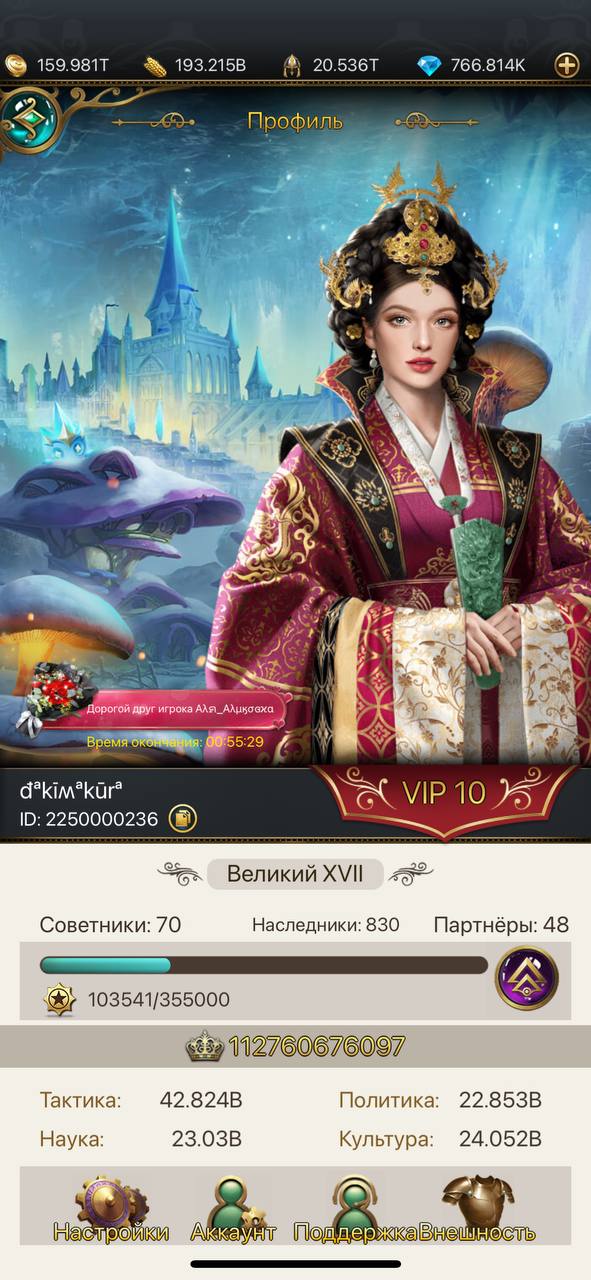 159.981T 193.215B 20.536T 766.814K
Профиль
Дорогой друг игрока Аλя_Αλμқσαχα
Время окончания: 00:55:29
đªkīʍªkūrª
ID: 2250000236
VIP 10
Великий XVII
Советники: 70 Наследники: 830 Партнёры: 48
103541/355000
112760676097
Тактика: 42.824B Политика: 22.853B
Наука: 23.03B Культура: 24.052B
Настройки Аккаунт Поддержка Внешность